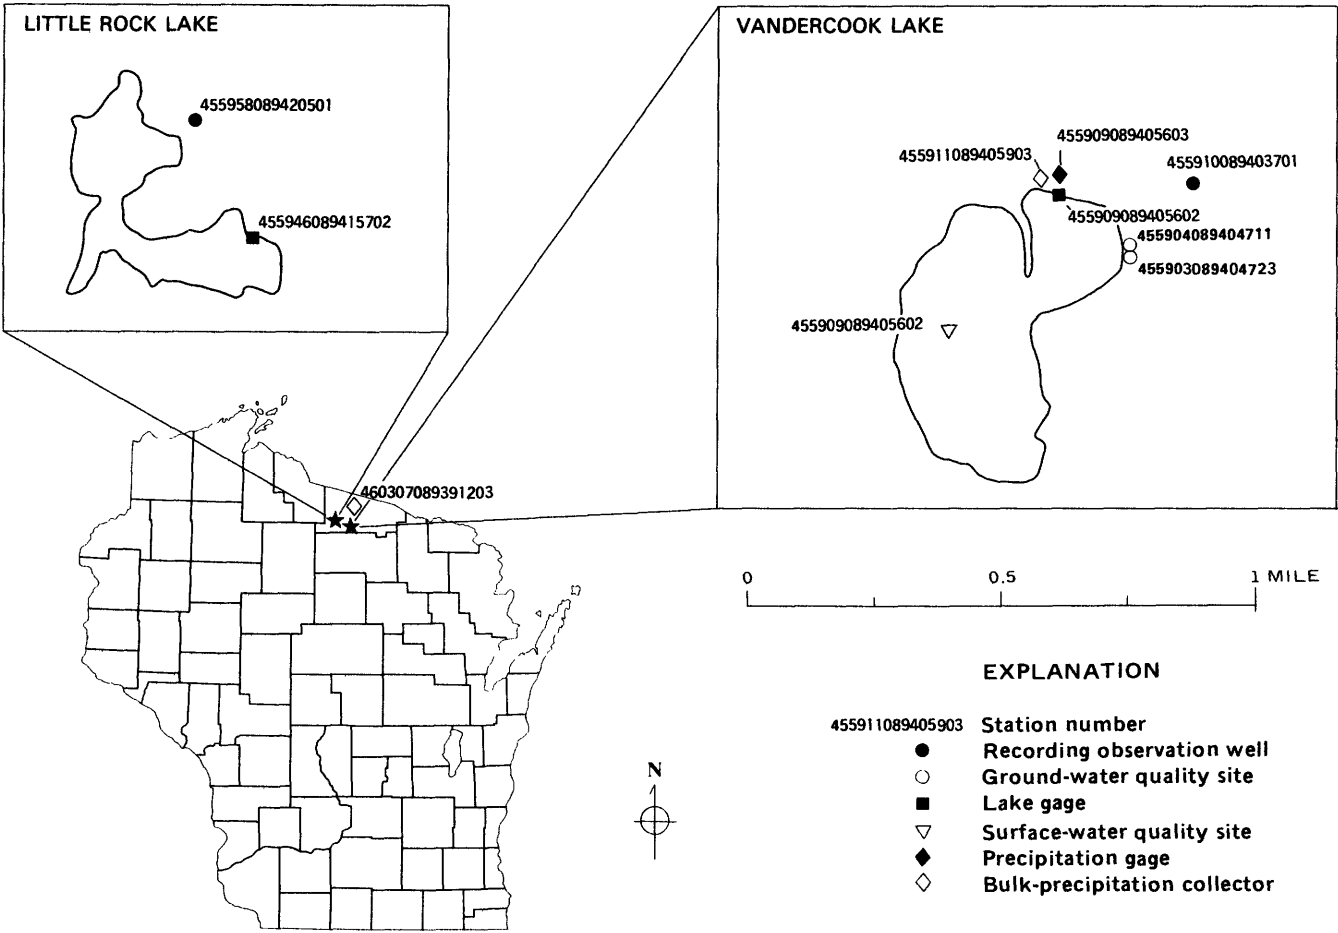 LITTLE ROCK LAKE
455958089420501
455946089415702
VANDERCOOK LAKE
455909089405603
455911089405903
455910089403701
455909089405602
455904089404711
455903089404723
455909089405602
460307089391203
0 0.5 1 MILE
EXPLANATION
455911089405903 Station number
Recording observation well
Ground-water quality site
Lake gage
Surface-water quality site
Precipitation gage
Bulk-precipitation collector
N